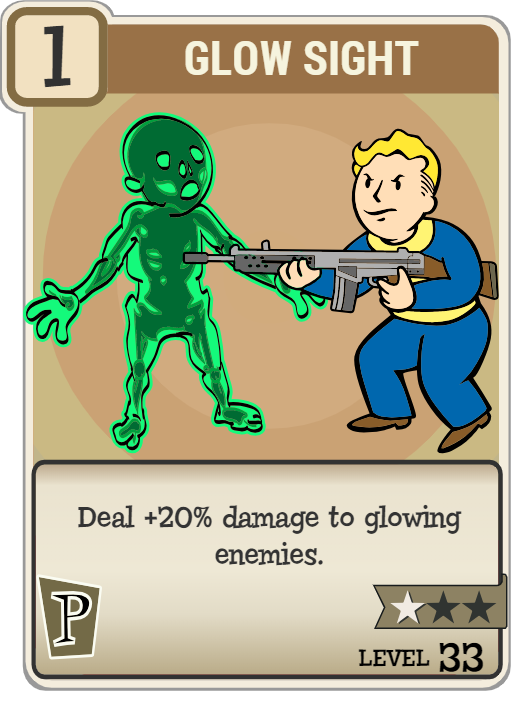 1
GLOW SIGHT
Deal +20% damage to glowing
enemies.
P
LEVEL 33